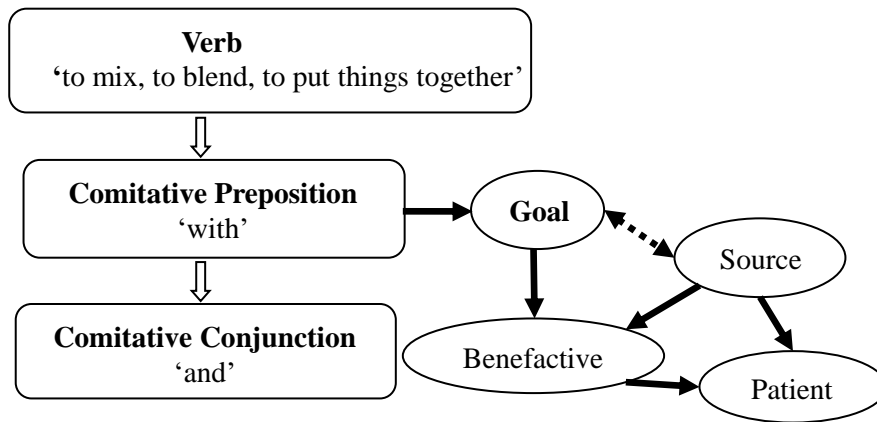 Verb
‘to mix, to blend, to put things together’
Comitative Preposition
‘with’
Goal
Source
Comitative Conjunction
‘and’
Benefactive
Patient